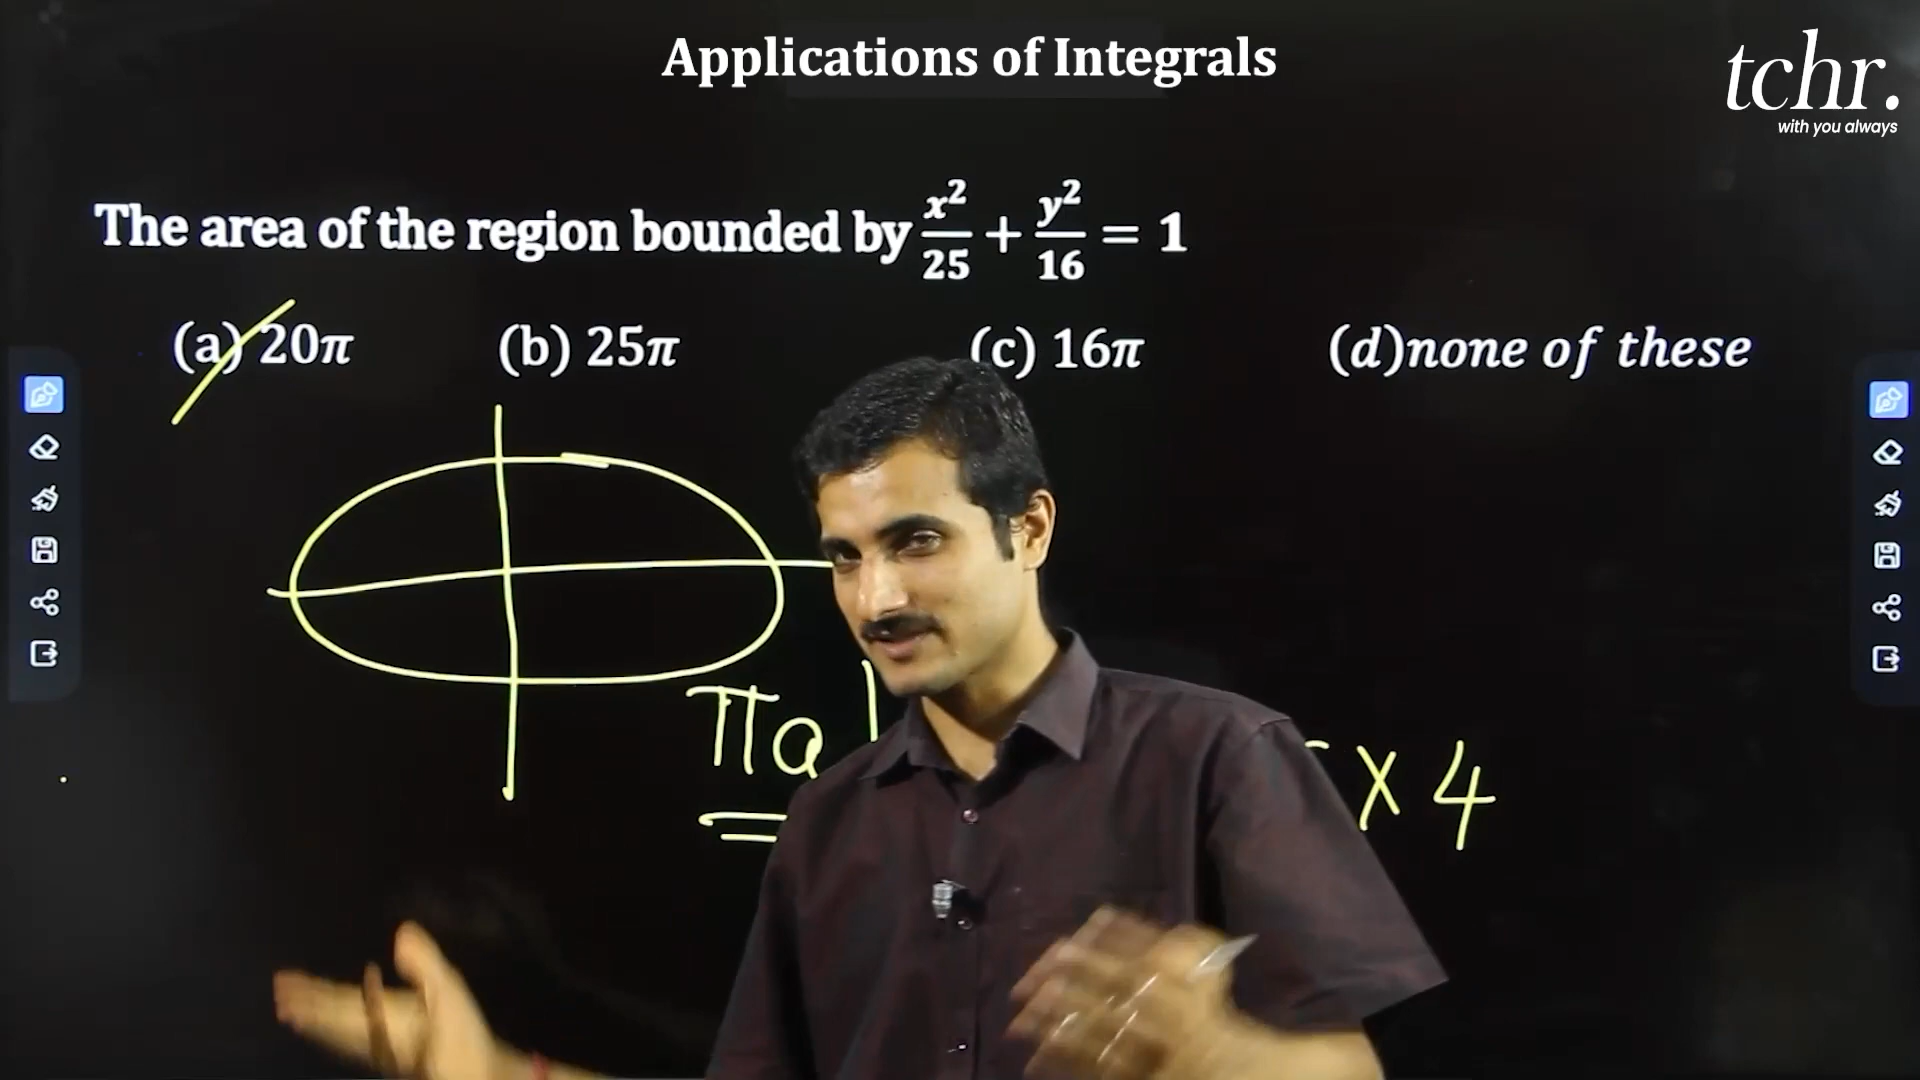 Applications of Integrals
tchr.
with you always
The area of the region bounded by x²/25 + y²/16 = 1
(a) 20π (b) 25π (c) 16π (d)none of these
πa
× 4